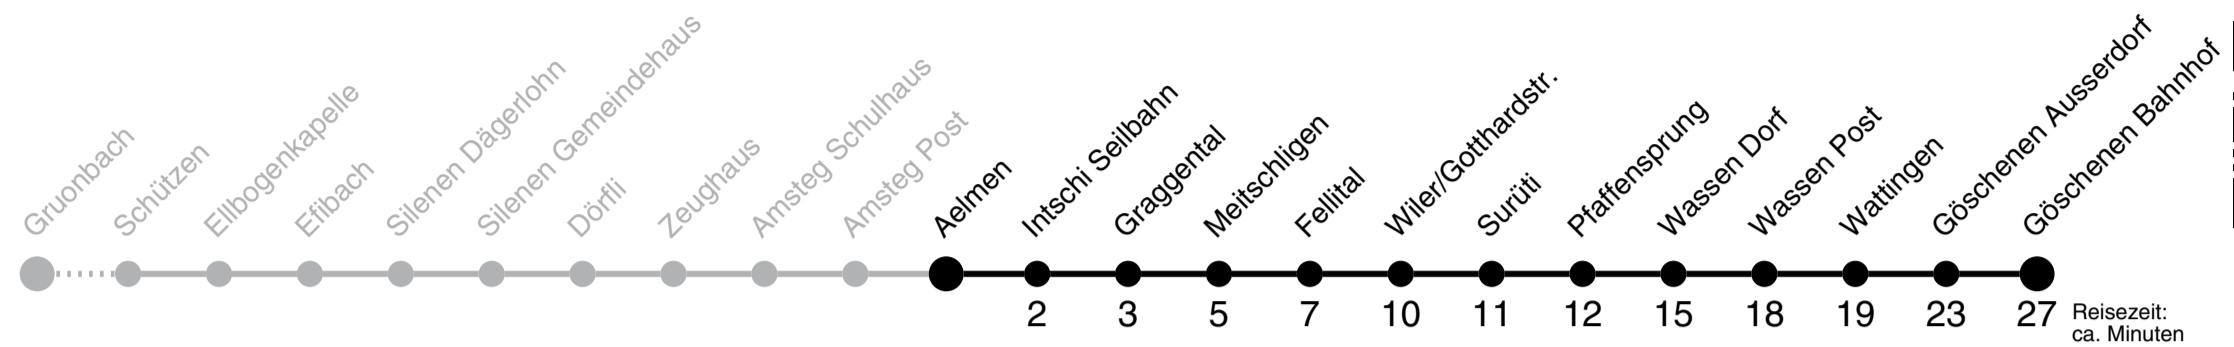 Gruonbach
Schützen
Ellbogenkapelle
Efibach
Silenen Dägerlohn
Silenen Gemeindehaus
Dörfli
Zeughaus
Amsteg Schulhaus
Amsteg Post
Aelmen
Intschi Seilbahn
Graggental
Meitschligen
Fellital
Wiler/Gotthardstr.
Surüti
Pfaffensprung
Wassen Dorf
Wassen Post
Wattingen
Göschenen Ausserdorf
Göschenen Bahnhof
2 3 5 7 10 11 12 15 18 19 23 27
Reisezeit:
ca. Minuten